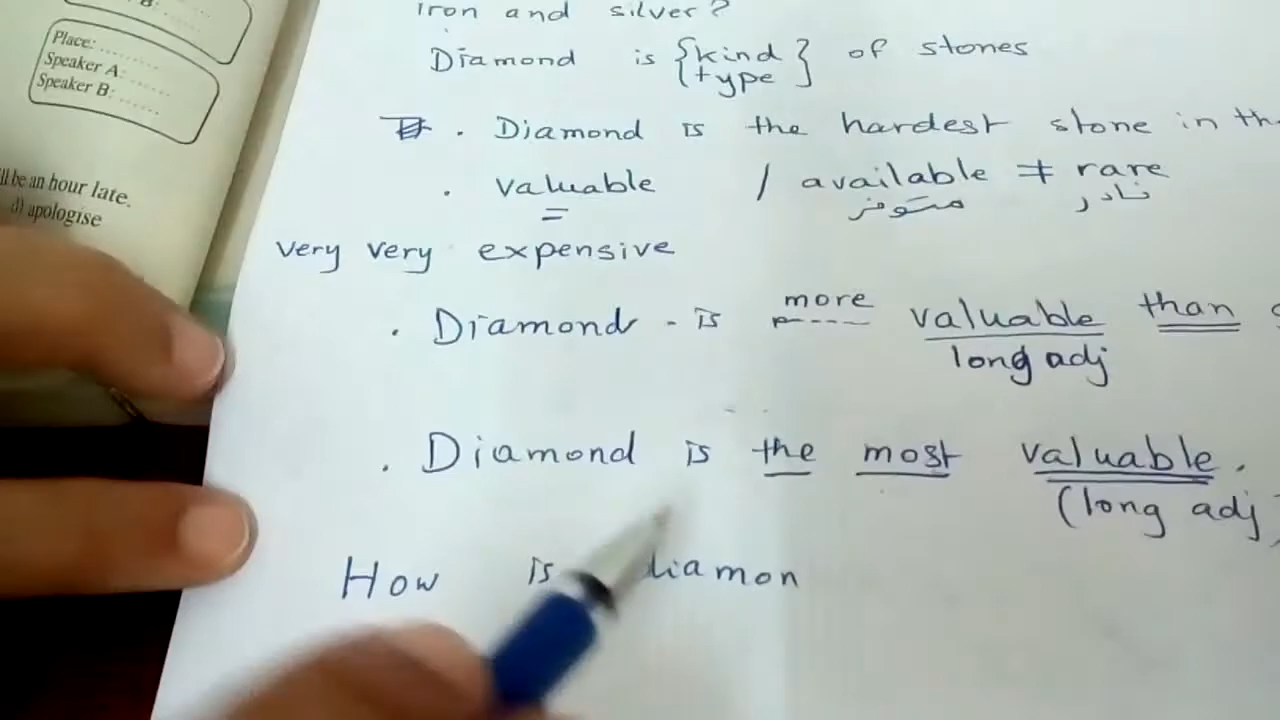 B: ......
Place: ........
Speaker A: ......
Speaker B: ......
ll be an hour late.
d) apologise
Iron and silver?
Diamond is {kind type} of stones
. Diamond is the hardest stone in th
. valuable / available ≠ rare
= متوفر نادر
very very expensive
. Diamond - is more valuable than
long adj
. Diamond is the most valuable.
(long adj
How is diamon